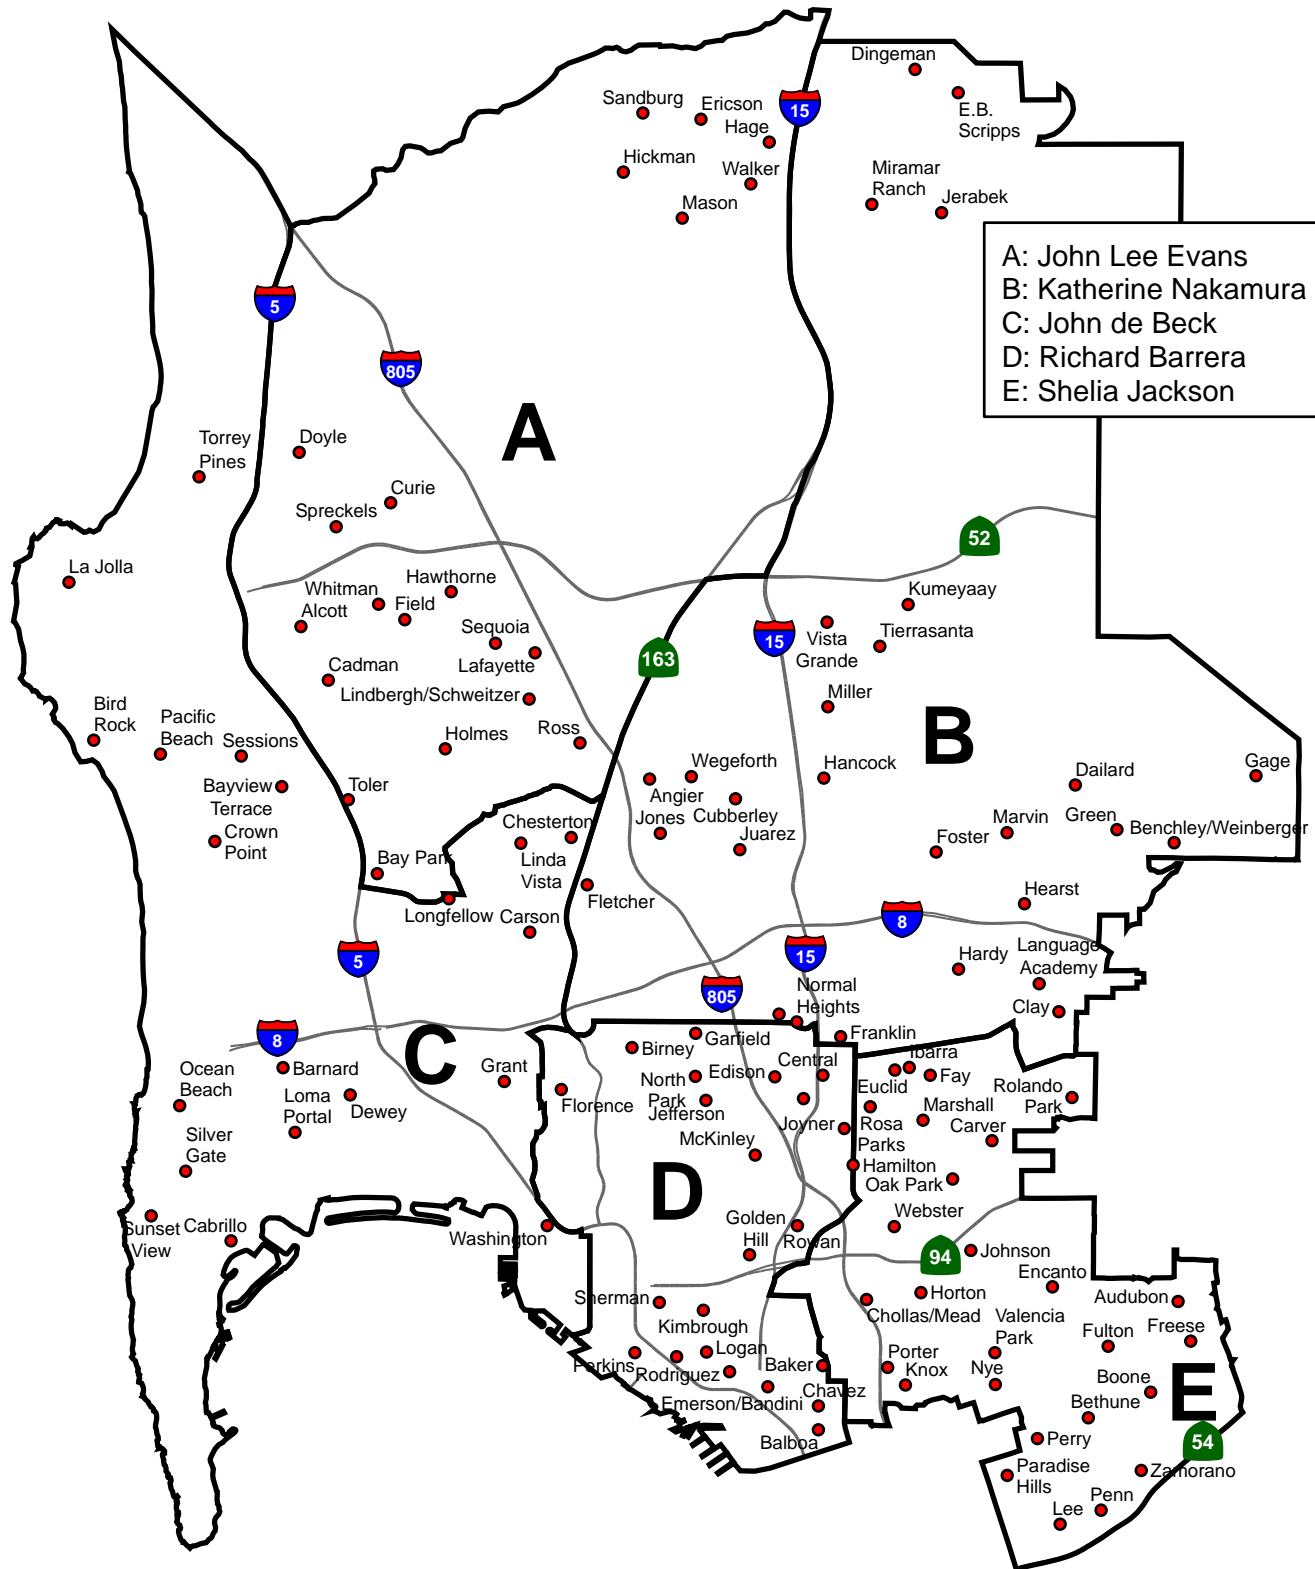 Dingeman
E.B.
Scripps
Sandburg
Ericson
Hage
15
Hickman
Walker
Mason
Miramar
Ranch
Jerabek
A: John Lee Evans
B: Katherine Nakamura
C: John de Beck
D: Richard Barrera
E: Shelia Jackson
5
805
A
Torrey
Pines
Doyle
Curie
Spreckels
52
La Jolla
Whitman
Hawthorne
Alcott
Field
Kumeyaay
Sequoia
Lafayette
163
15
Vista
Grande
Tierrasanta
Cadman
Lindbergh/Schweitzer
Miller
Bird
Rock
Pacific
Beach
Sessions
Holmes
Ross
B
Bayview
Terrace
Toler
Wegeforth
Angier
Hancock
Cubberley
Dailard
Gage
Crown
Point
Chesterton
Linda
Vista
Jones
Juarez
Foster
Marvin
Green
Benchley/Weinberger
Bay Park
Longfellow
Carson
Fletcher
Hearst
8
5
15
Hardy
Language
Academy
805
Normal
Heights
Clay
8
C
Garfield
Birney
Franklin
Ocean
Beach
Barnard
Loma
Portal
Dewey
Grant
Florence
North
Park
Edison
Central
Jefferson
Joyner
Ibarra
Euclid
Fay
Rolando
Park
Rosa
Parks
Marshall
Carver
Silver
Gate
McKinley
D
Hamilton
Oak Park
Sunset
View
Cabrillo
Washington
Golden
Hill
Rowan
Webster
94
Johnson
Encanto
Sherman
Kimbrough
Chollas/Mead
Horton
Valencia
Park
Audubon
Fulton
Freese
Perkins
Rodriguez
Logan
Baker
Porter
Knox
Nye
Emerson/Bandini
Chavez
Balboa
Boone
Bethune
E
54
Perry
Paradise
Hills
Zamorano
Penn
Lee